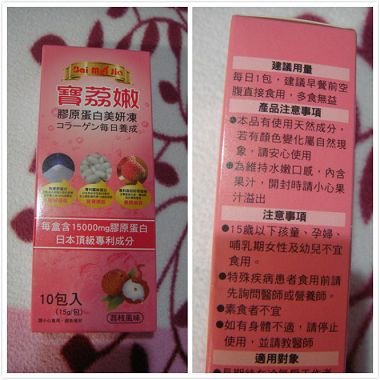 Bai Mei Jia
寶荔嫩
膠原蛋白美妍凍
コラーゲン毎日養成
每盒含15000mg膠原蛋白
日本頂級專利成分
10包入
(15g/包)
荔枝風味
建議用量
每日1包，建議早餐前空
腹直接食用，多食無益
產品注意事項
●本品有使用天然成分，
若有顏色變化屬自然現
象，請安心使用
●為維持水嫩口感，內含
果汁，開封時請小心果
汁溢出
注意事項
●15歲以下孩童、孕婦、
哺乳期女性及幼兒不宜
食用。
●特殊疾病患者食用前請
先詢問醫師或營養師。
●素食者不宜
●如有身體不適，請停止
使用，並請教醫師
適用對象